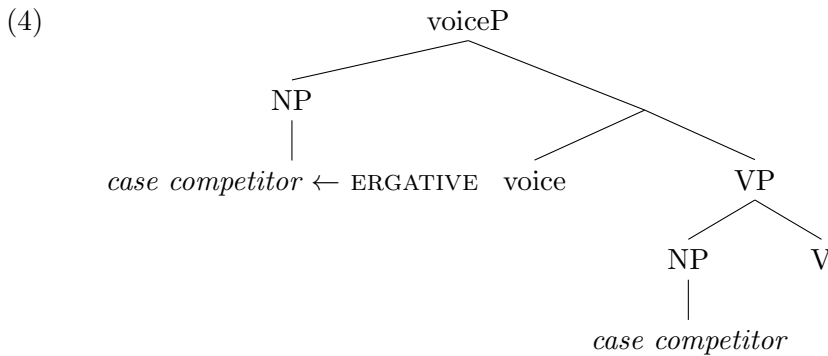 (4)
voiceP
NP
case competitor ← ERGATIVE voice VP
NP V
case competitor